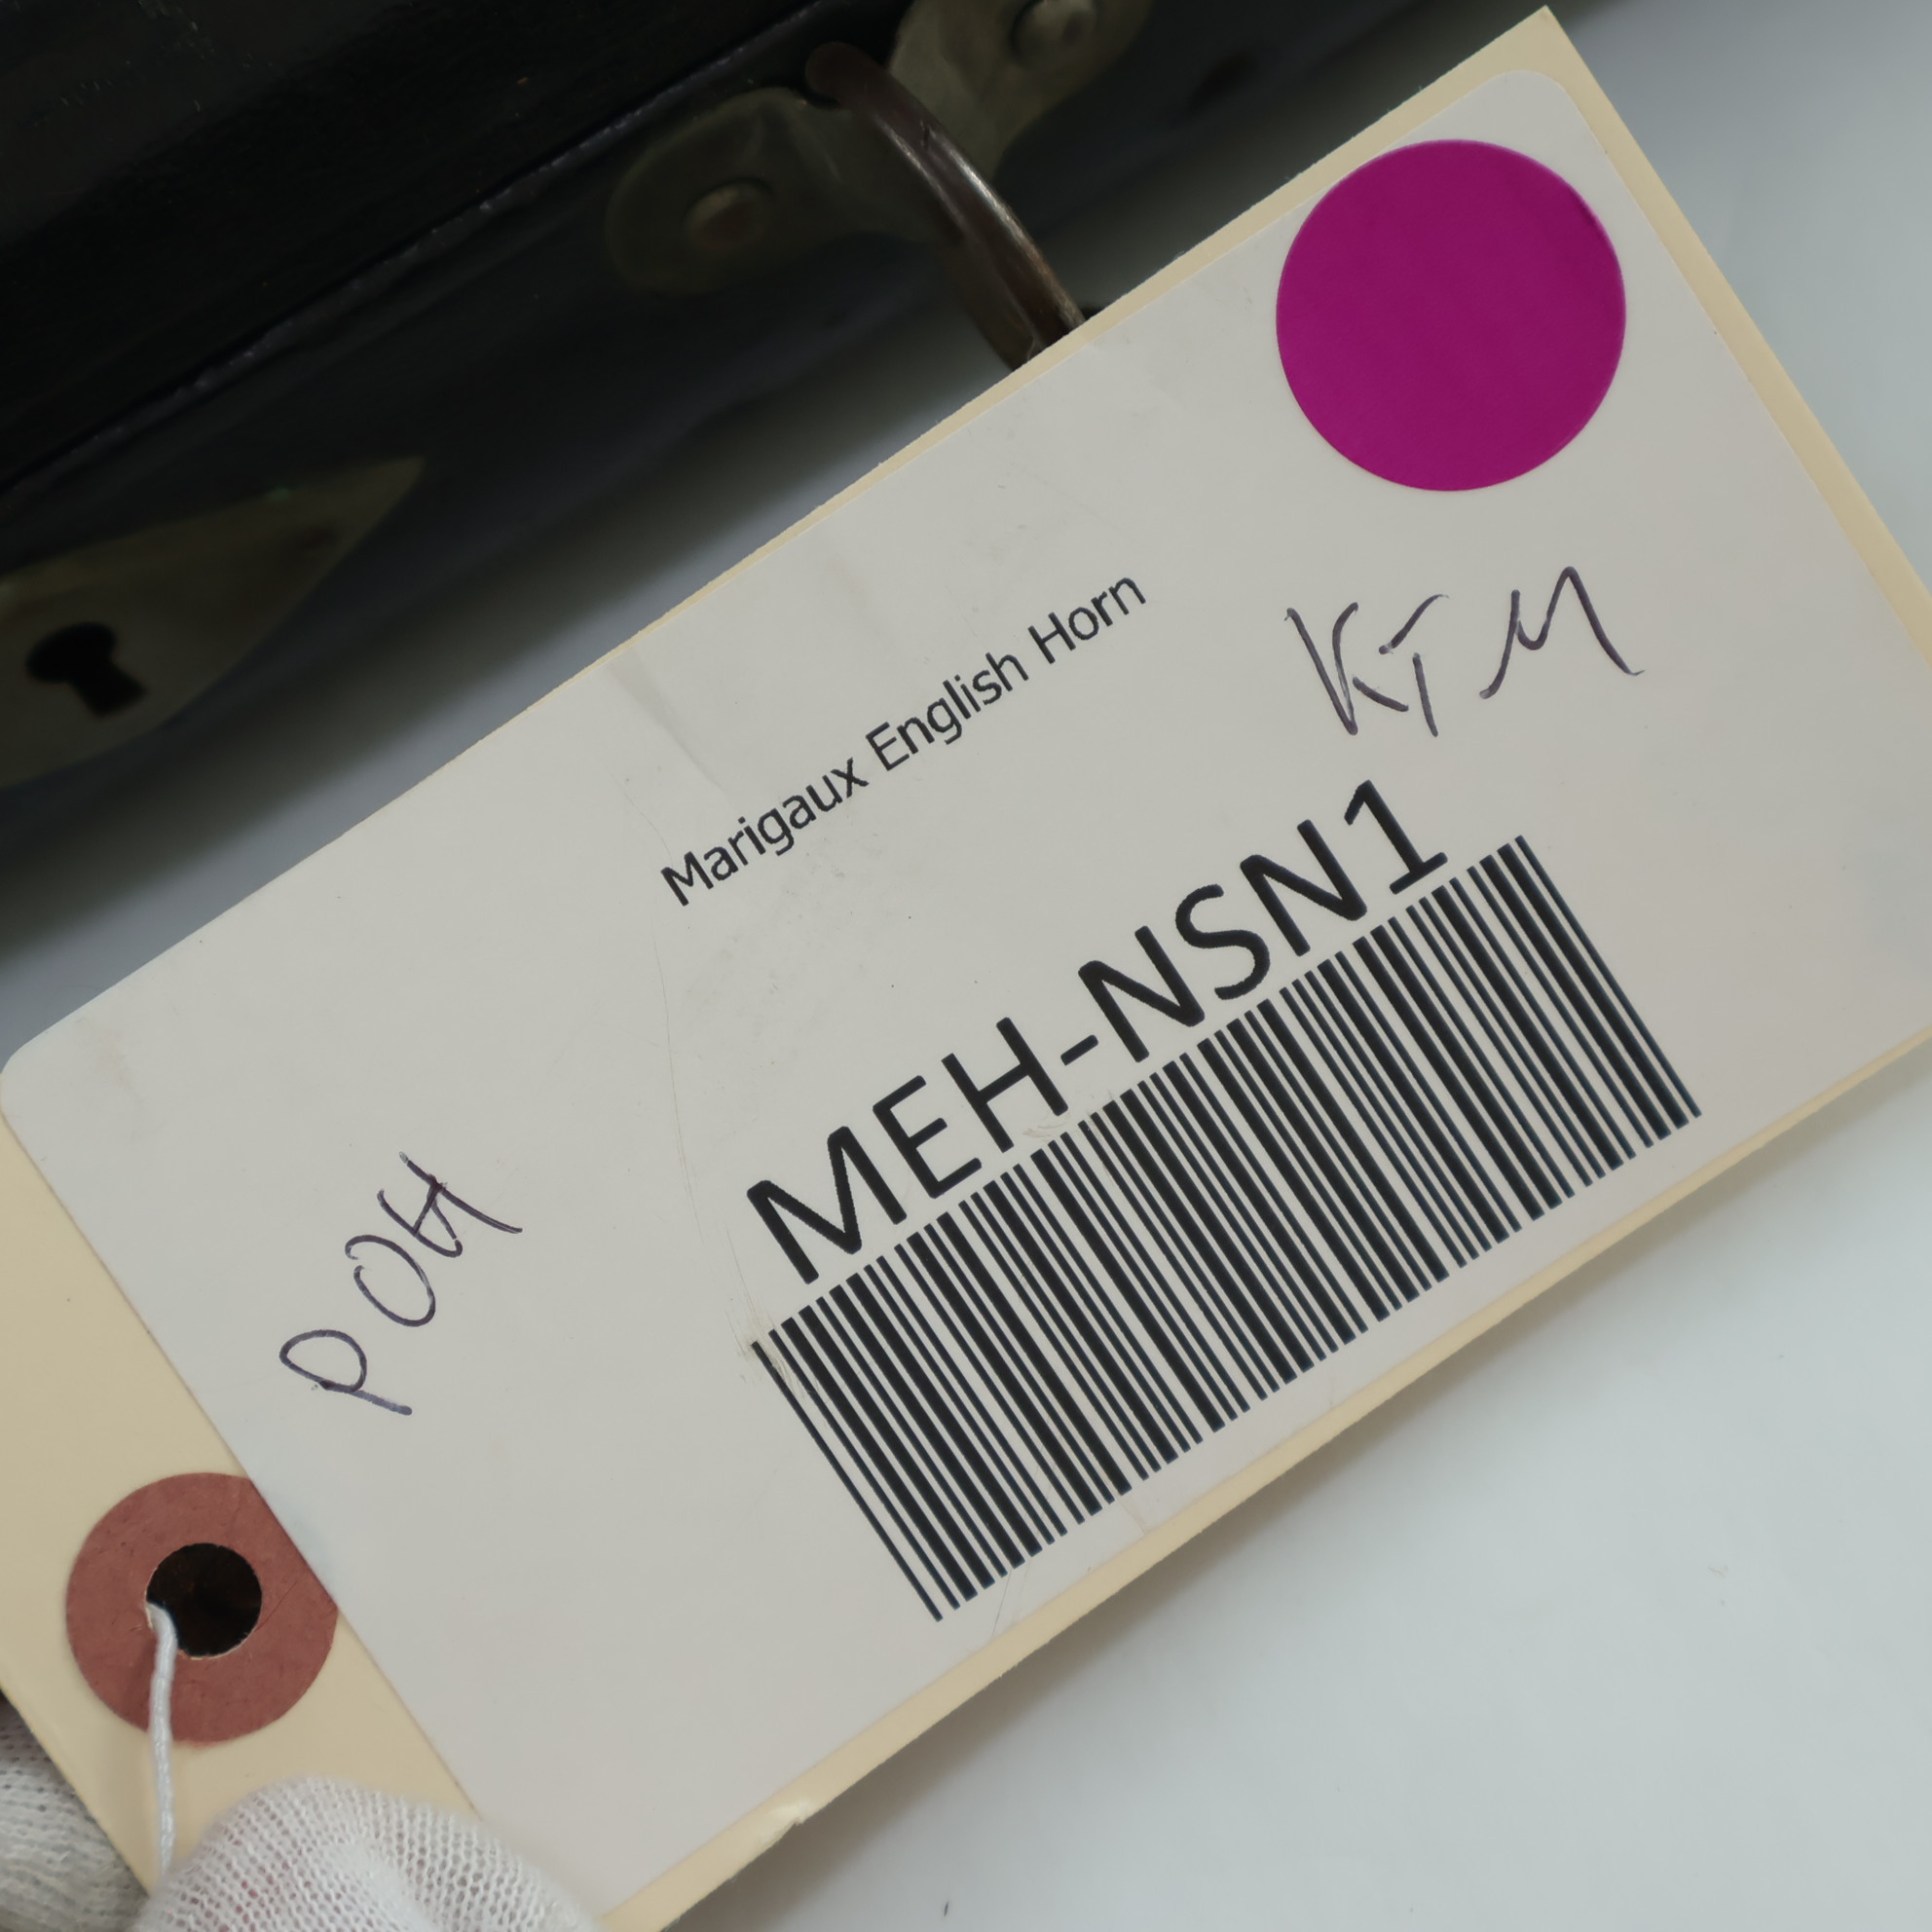 Marigaux English Horn
KTM
MEH-NSN1
POH